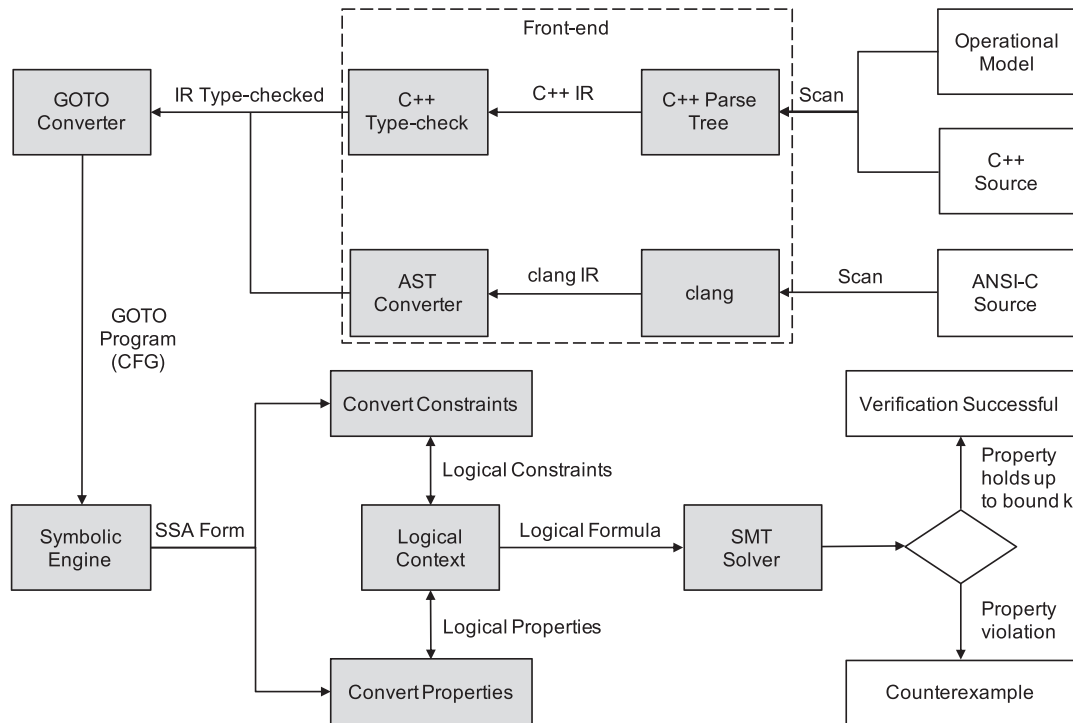 Front-end
Operational
Model
GOTO
Converter
IR Type-checked
C++
Type-check
C++ IR
C++ Parse
Tree
Scan
C++
Source
AST
Converter
clang IR
clang
Scan
ANSI-C
Source
GOTO
Program
(CFG)
Convert Constraints
Verification Successful
Logical Constraints
Property
holds up
to bound k
Symbolic
Engine
SSA Form
Logical
Context
Logical Formula
SMT
Solver
Logical Properties
Property
violation
Convert Properties
Counterexample